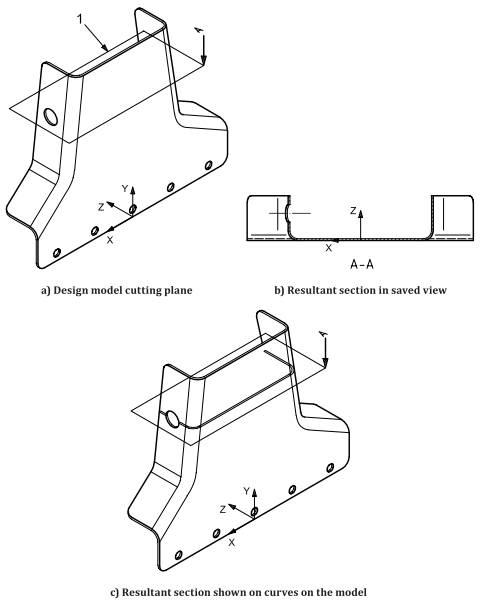 1
A
Y
Z
X
Z
X
A-A
a) Design model cutting plane
b) Resultant section in saved view
A
Y
Z
X
c) Resultant section shown on curves on the model